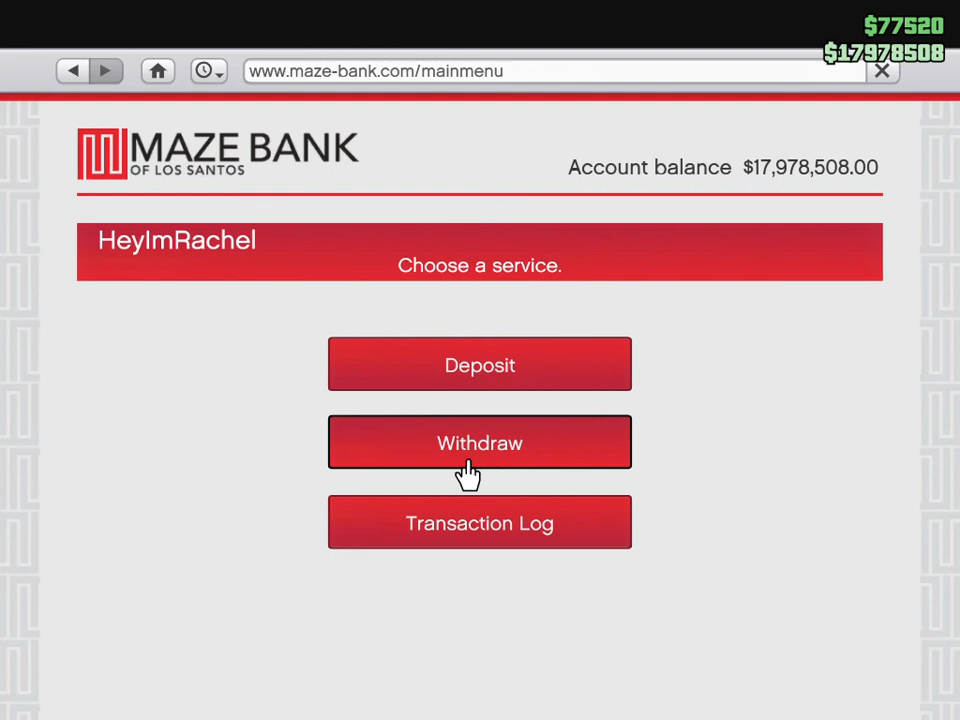 $77520
$17978508
www.maze-bank.com/mainmenu
MAZE BANK
OF LOS SANTOS
Account balance $17,978,508.00
HeyImRachel
Choose a service.
Deposit
Withdraw
Transaction Log